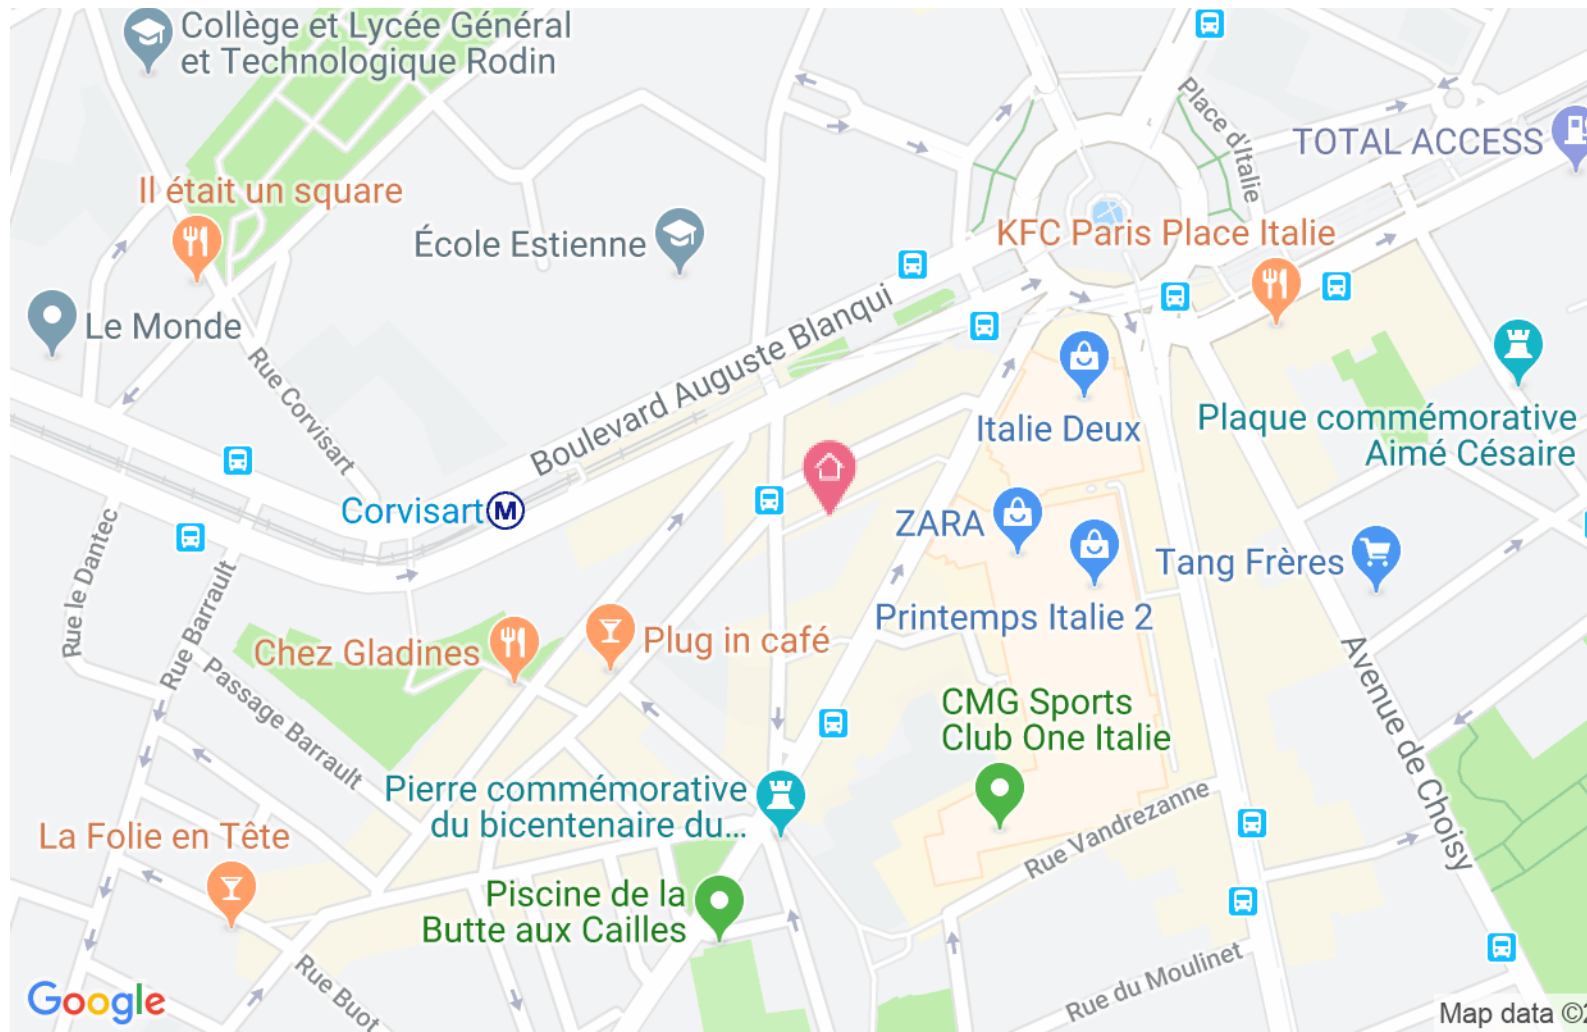 Collège et Lycée Général
et Technologique Rodin
Place d'Italie
TOTAL ACCESS
Il était un square
École Estienne
KFC Paris Place Italie
Le Monde
Rue Corvisart
Boulevard Auguste Blanqui
Italie Deux
Plaque commémorative
Aimé Césaire
Corvisart
M
ZARA
Rue le Dantec
Rue Barrault
Tang Frères
Printemps Italie 2
Chez Gladines
Plug in café
Passage Barrault
Avenue de Choisy
CMG Sports
Club One Italie
Pierre commémorative
du bicentenaire du...
Rue Vandrezanne
La Folie en Tête
Piscine de la
Butte aux Cailles
Rue Buot
Rue du Moulinet
Google
Map data ©